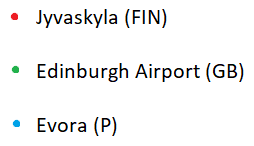 Jyvaskyla (FIN)
Edinburgh Airport (GB)
Evora (P)